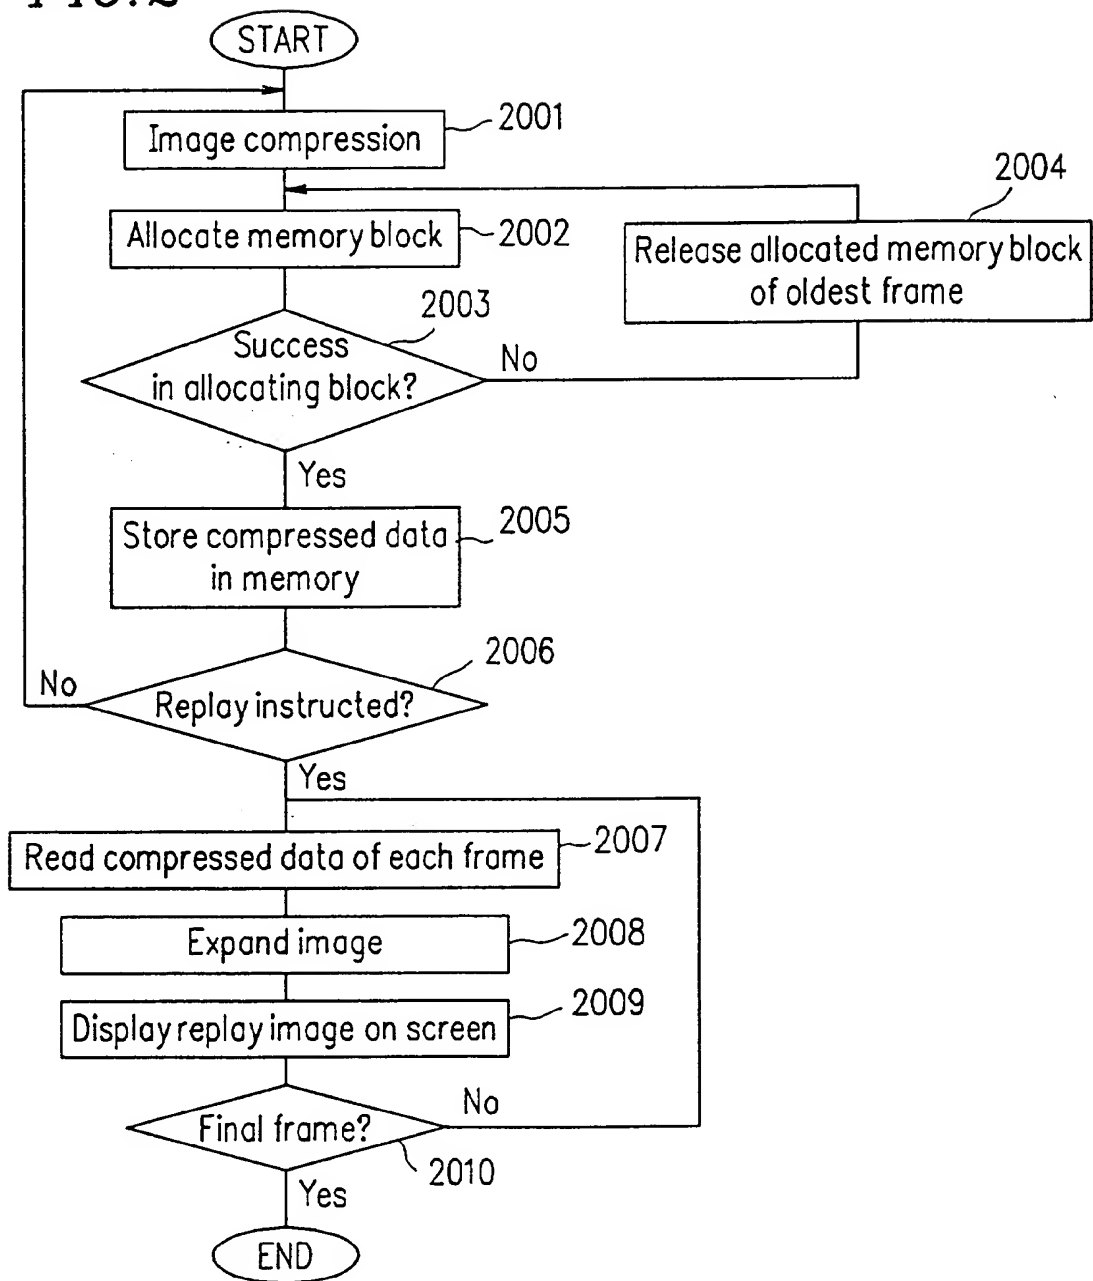 FIG.2
START
Image compression
2001
Allocate memory block
2002
2004
Release allocated memory block
of oldest frame
2003
Success
in allocating block?
No
Yes
Store compressed data
in memory
2005
2006
No
Replay instructed?
Yes
Read compressed data of each frame
2007
Expand image
2008
Display replay image on screen
2009
Final frame?
No
2010
Yes
END